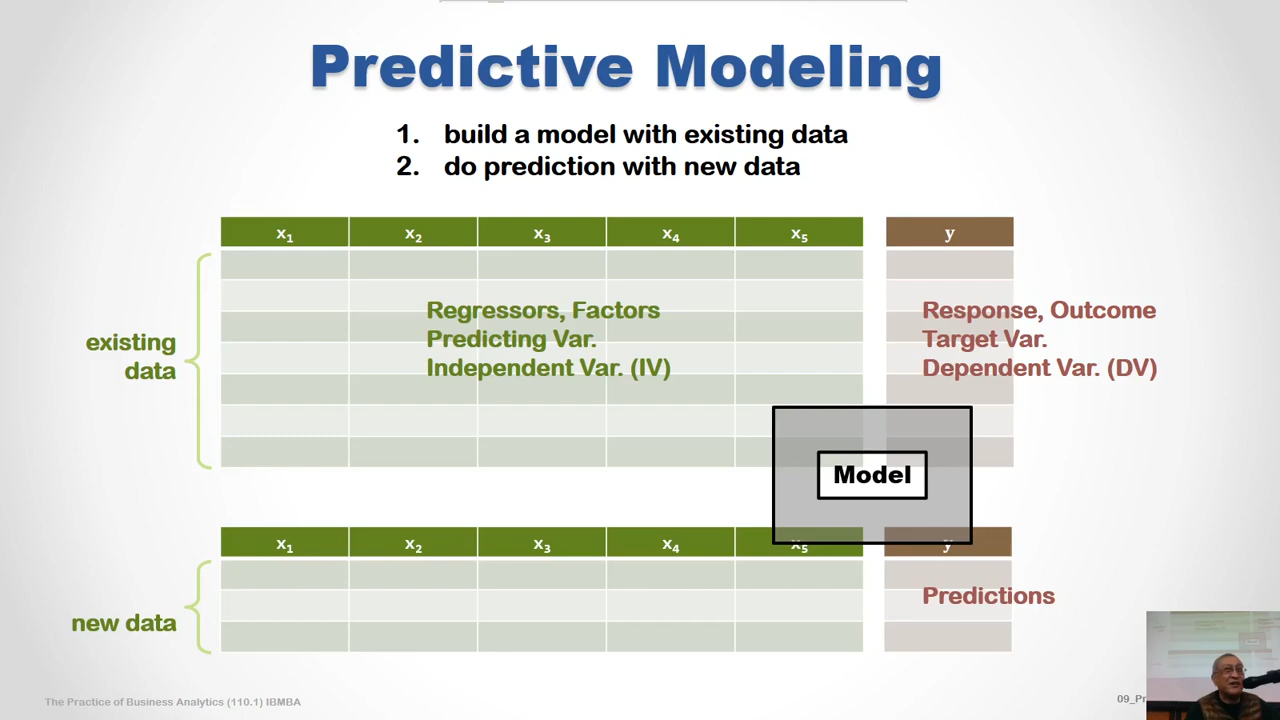 Predictive Modeling
1. build a model with existing data
2. do prediction with new data
x1 x2 x3 x4 x5 y
existing
data
Regressors, Factors
Predicting Var.
Independent Var. (IV)
Response, Outcome
Target Var.
Dependent Var. (DV)
Model
x1 x2 x3 x4 x5 y
new data
Predictions
The Practice of Business Analytics (110.1) IBMBA